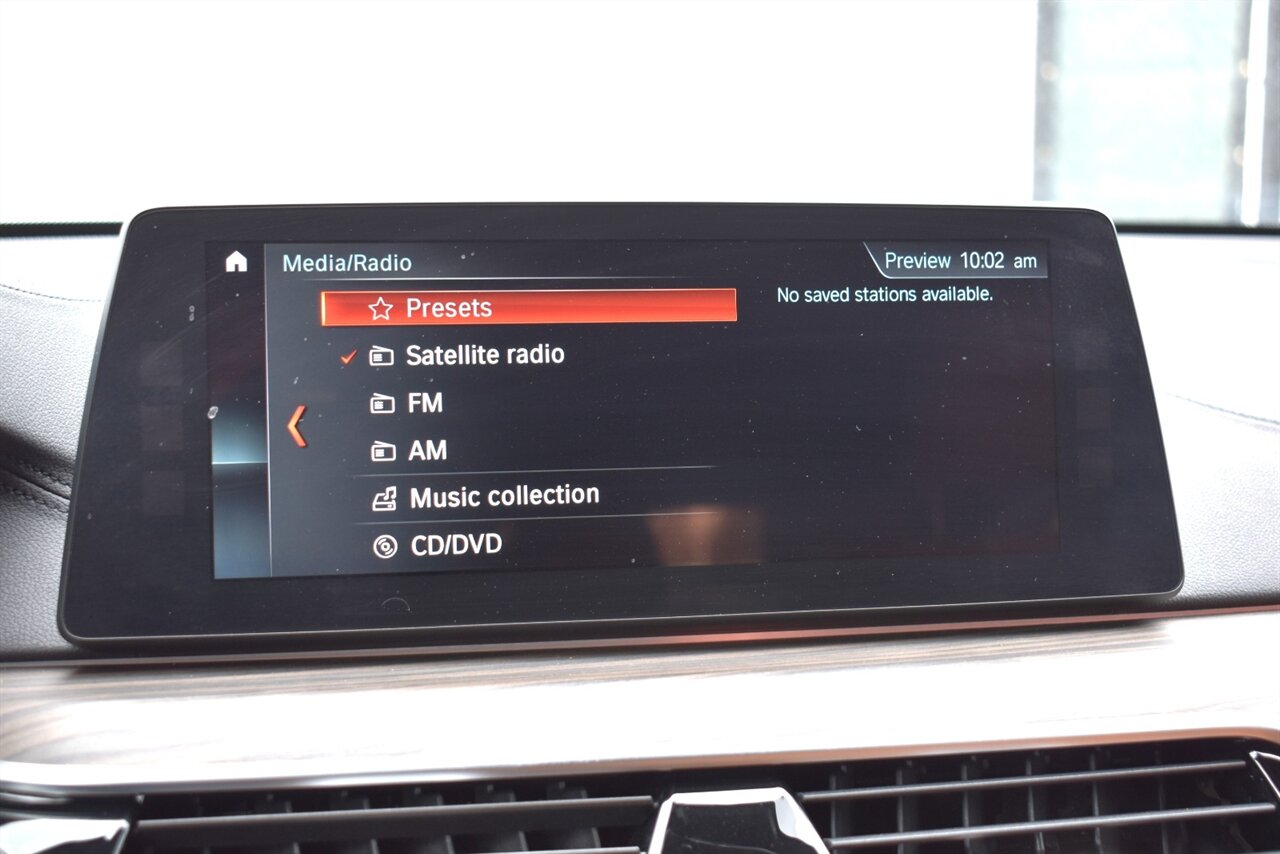 Media/Radio
Preview 10:02 am
Presets
No saved stations available.
Satellite radio
FM
AM
Music collection
CD/DVD